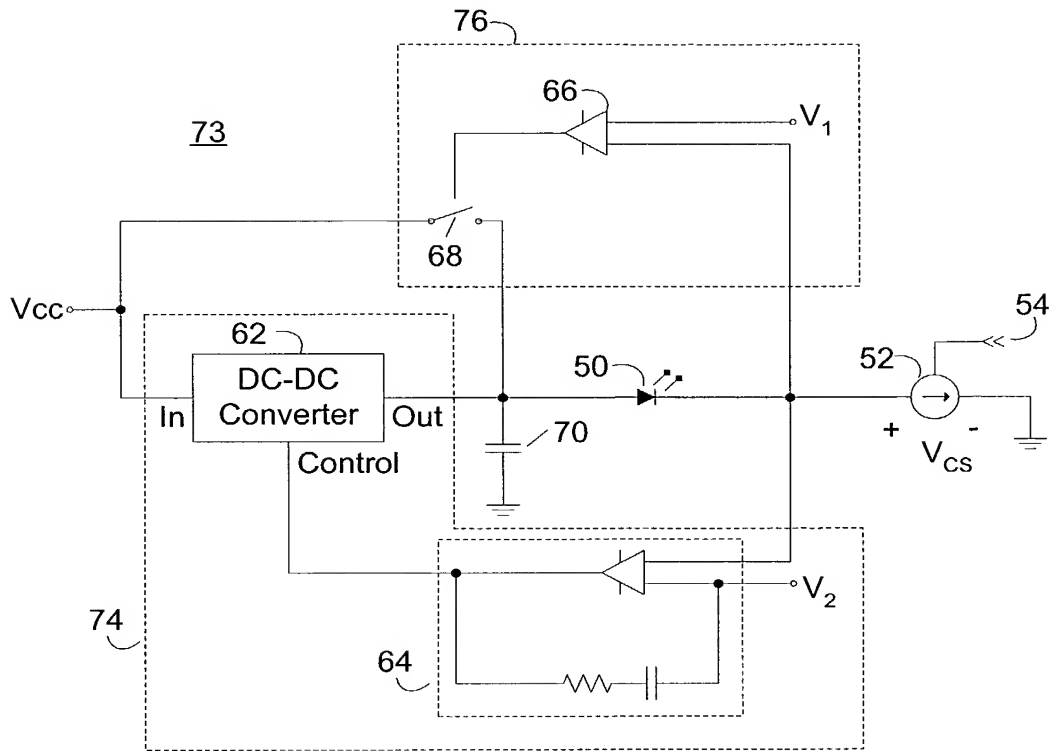 76
66
V1
73
68
Vcc
62
DC-DC
Converter
In
Out
Control
50
70
52
54
+ -
VCS
V2
74
64